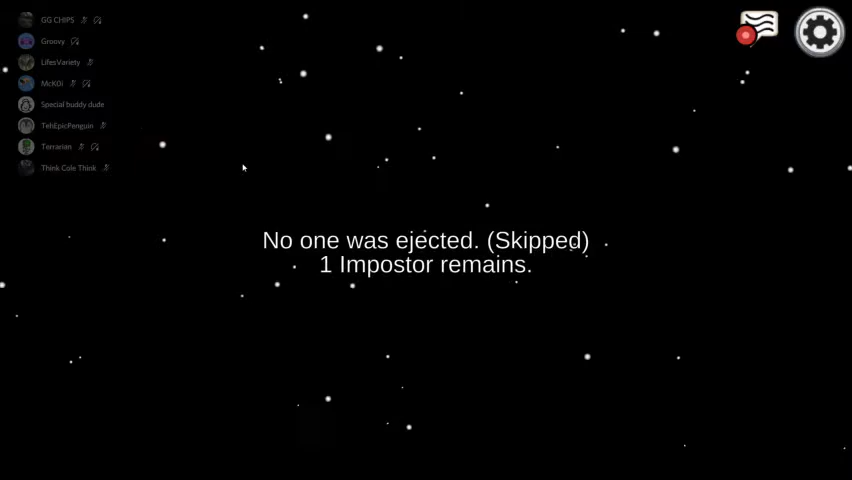 GG CHIPS
Groovy
LifesVariety
McK0i
Special buddy dude
TehEpicPenguin
Terrarian
Think Cole Think
No one was ejected. (Skipped)
1 Impostor remains.